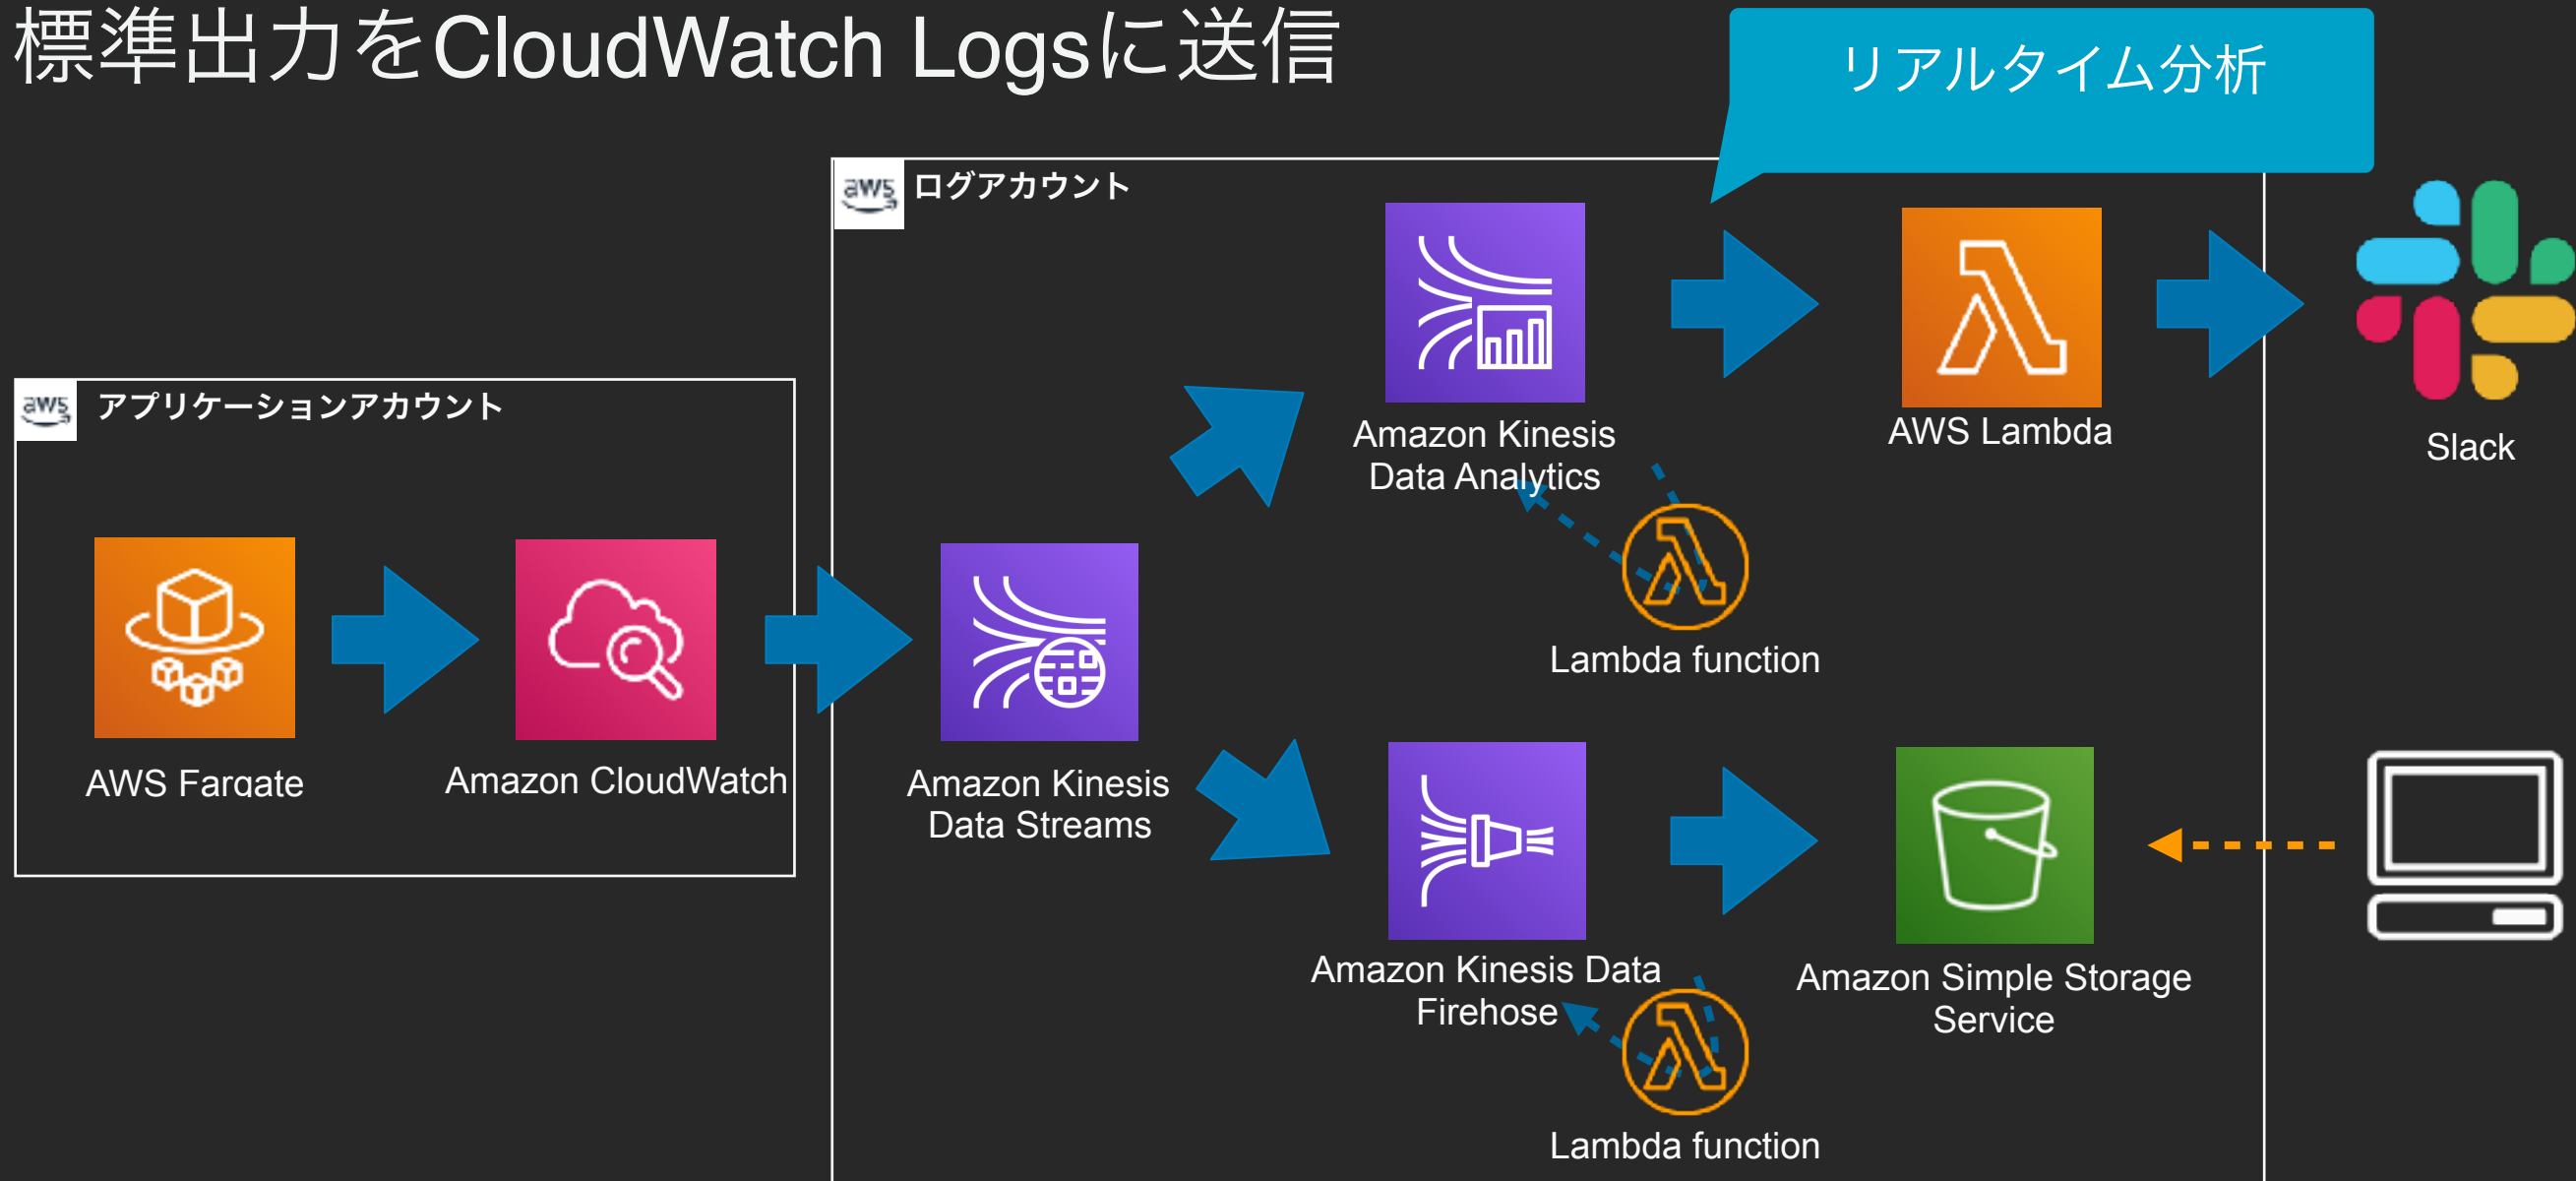 標準出力をCloudWatch Logsに送信
リアルタイム分析
aws
ログアカウント
aws
アプリケーションアカウント
Amazon Kinesis
Data Analytics
AWS Lambda
Slack
Lambda function
AWS Fargate
Amazon CloudWatch
Amazon Kinesis
Data Streams
Amazon Kinesis Data
Firehose
Amazon Simple Storage
Service
Lambda function